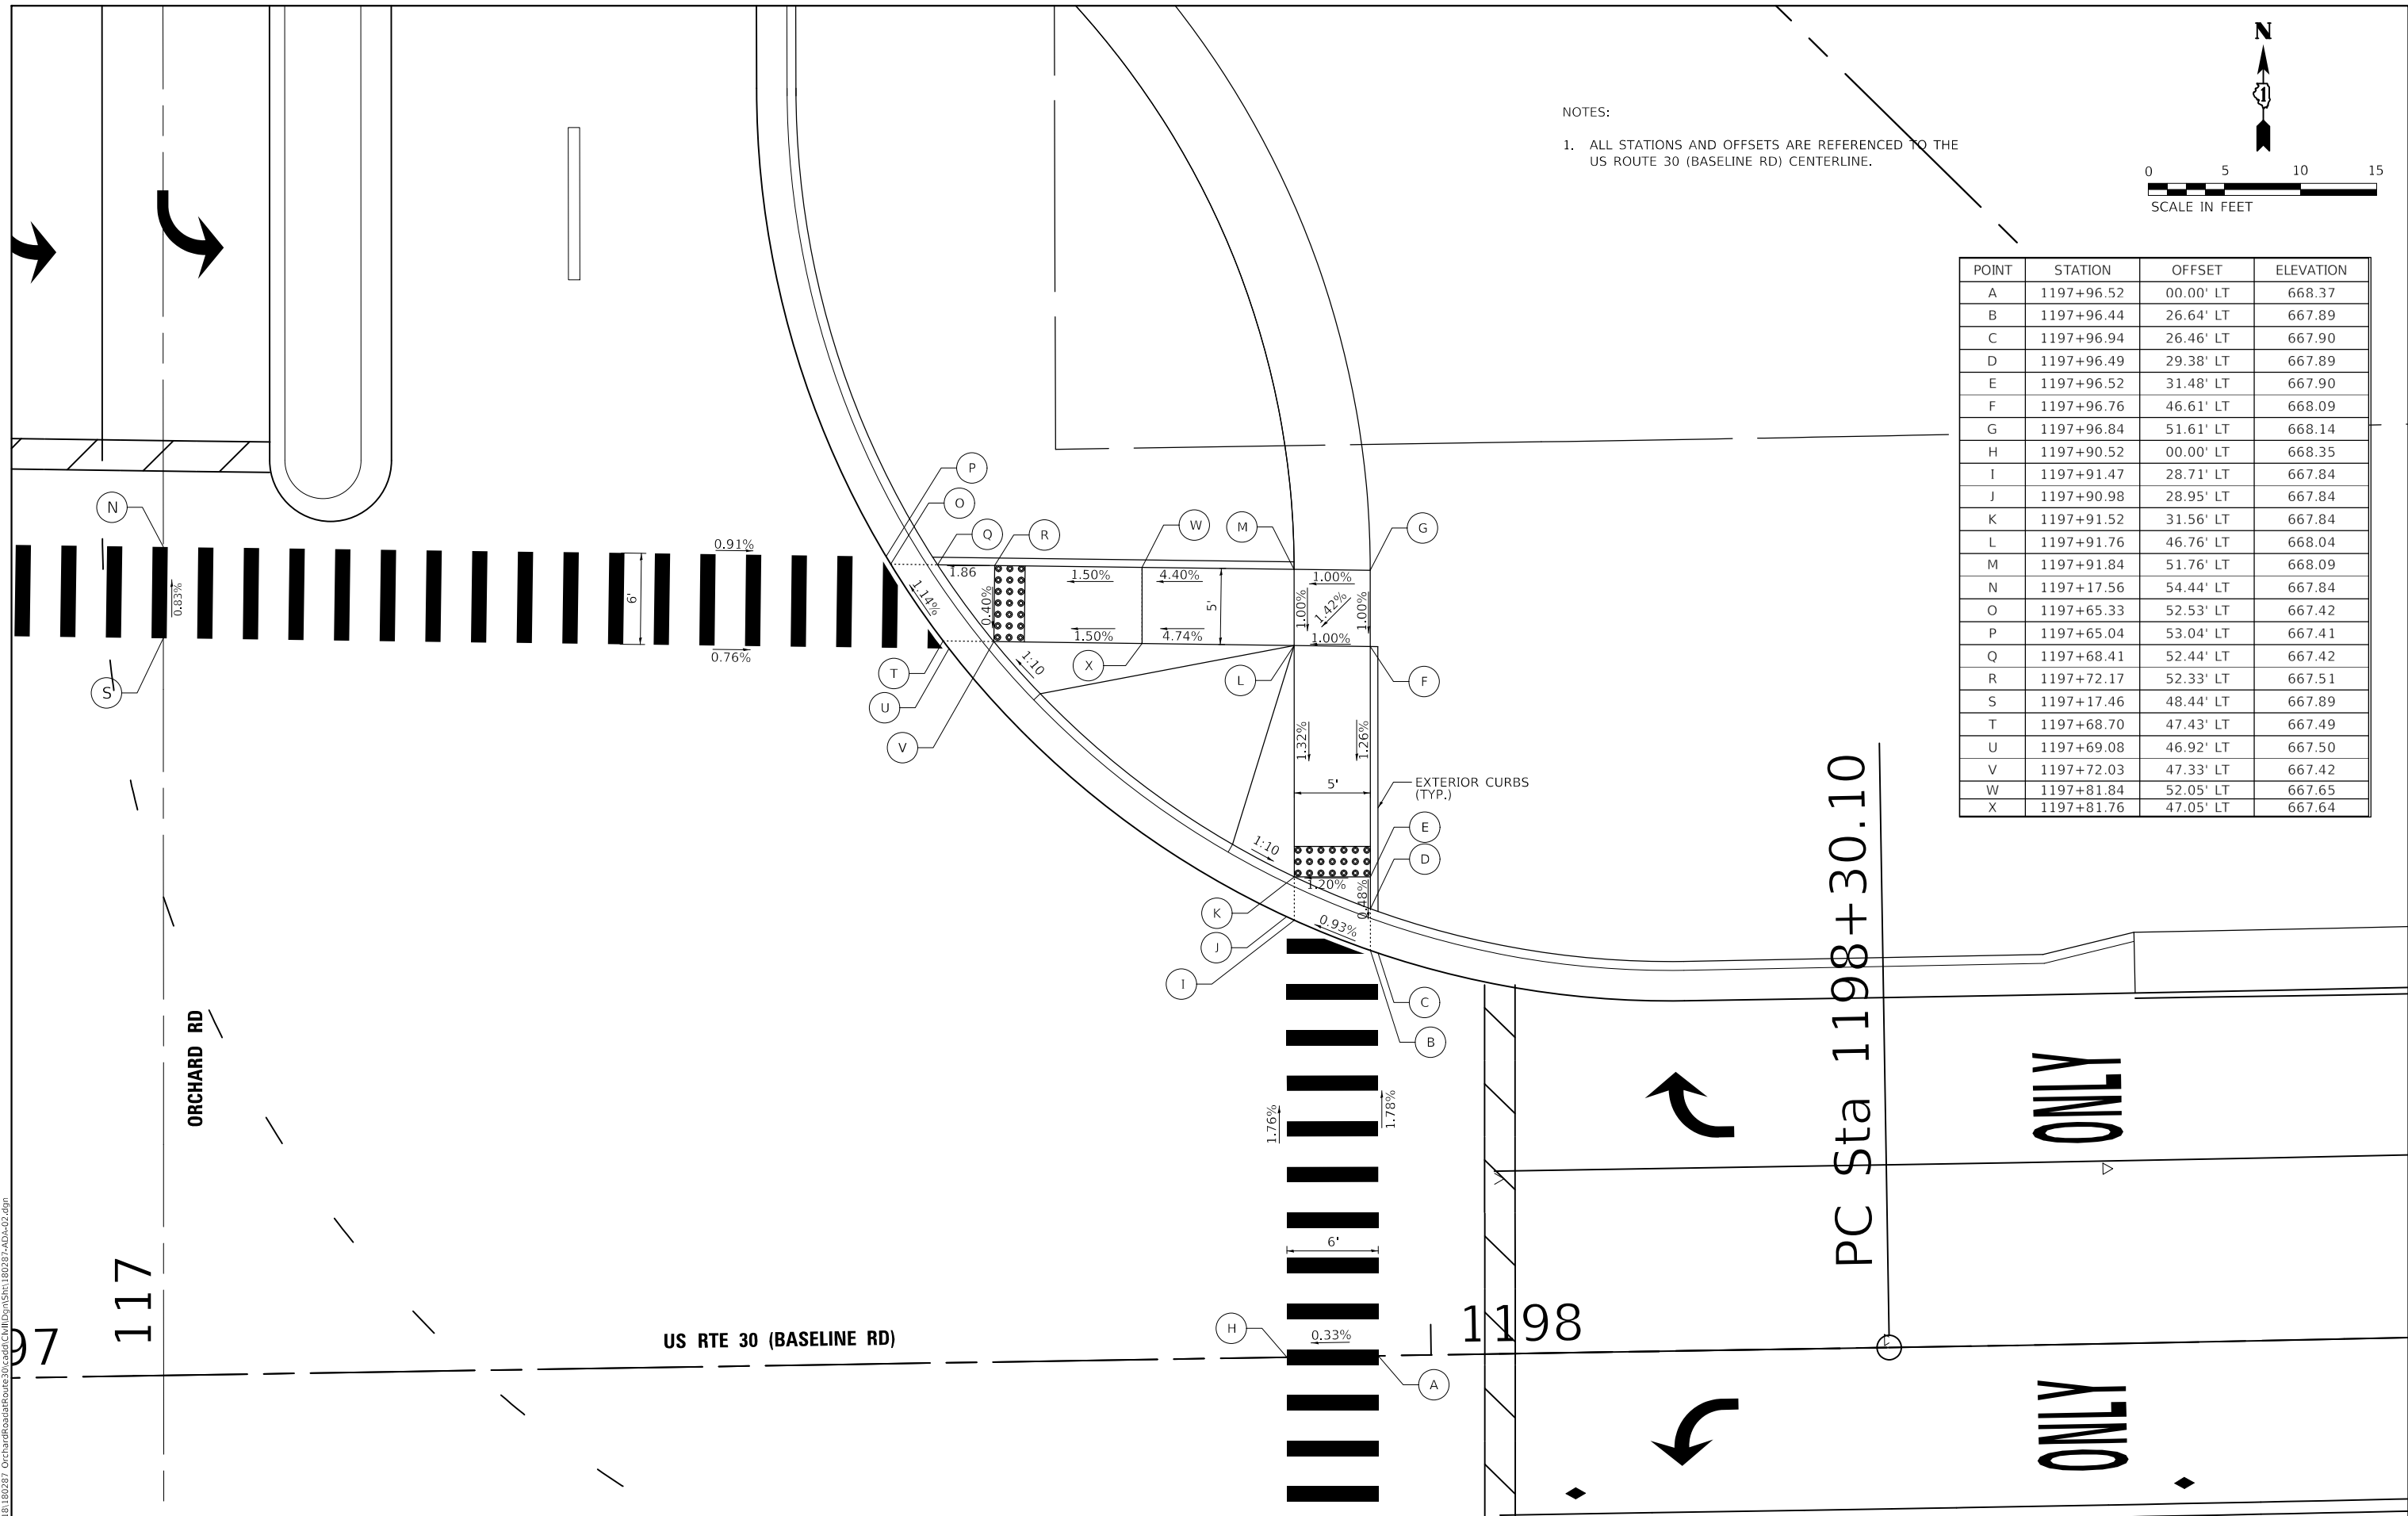 N
1
NOTES:
1. ALL STATIONS AND OFFSETS ARE REFERENCED TO THE
US ROUTE 30 (BASELINE RD) CENTERLINE.
0 5 10 15
SCALE IN FEET
POINT STATION OFFSET ELEVATION
A 1197+96.52 00.00' LT 668.37
B 1197+96.44 26.64' LT 667.89
C 1197+96.94 26.46' LT 667.90
D 1197+96.49 29.38' LT 667.89
E 1197+96.52 31.48' LT 667.90
F 1197+96.76 46.61' LT 668.09
G 1197+96.84 51.61' LT 668.14
H 1197+90.52 00.00' LT 668.35
I 1197+91.47 28.71' LT 667.84
J 1197+90.98 28.95' LT 667.84
K 1197+91.52 31.56' LT 667.84
L 1197+91.76 46.76' LT 668.04
M 1197+91.84 51.76' LT 668.09
N 1197+17.56 54.44' LT 667.84
O 1197+65.33 52.53' LT 667.42
P 1197+65.04 53.04' LT 667.41
Q 1197+68.41 52.44' LT 667.42
R 1197+72.17 52.33' LT 667.51
S 1197+17.46 48.44' LT 667.89
T 1197+68.70 47.43' LT 667.49
U 1197+69.08 46.92' LT 667.50
V 1197+72.03 47.33' LT 667.42
W 1197+81.84 52.05' LT 667.65
X 1197+81.76 47.05' LT 667.64
P
O
N
Q
R
W
M
G
0.91%
1.86
1.50%
4.40%
1.00%
0.83%
6'
1.14%
0.40%
5'
1.00%
1.42%
1.00%
1.50%
4.74%
1.00%
0.76%
1:10
S
T
X
L
F
U
V
1.32%
1.26%
5'
EXTERIOR CURBS
(TYP.)
1:10
E
D
1.20%
0.48%
K
0.93%
J
I
C
B
ORCHARD RD
PC Sta 1198+30.10
ONLY
1.76%
1.78%
6'
117
97
US RTE 30 (BASELINE RD)
H
0.33%
1198
A
ONLY
18\180287_OrchardRoadatRoute30\cadd\Civil\Dgn\Sht\180287-ADA-02.dgn